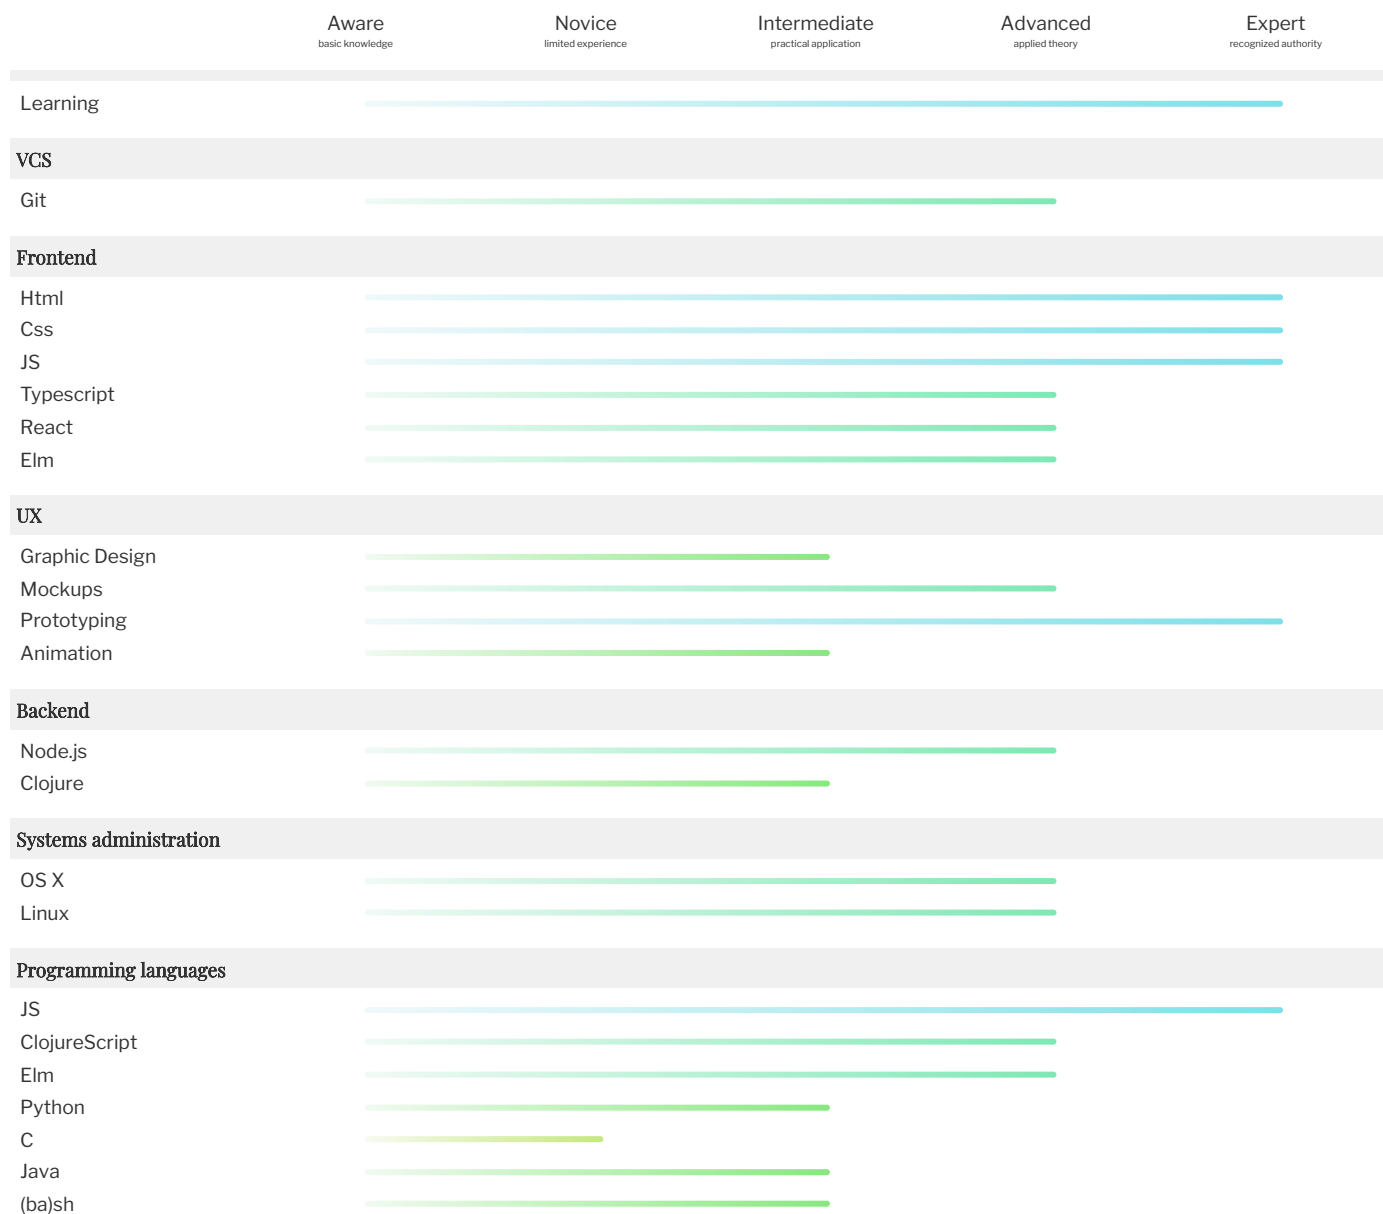 Aware Novice Intermediate Advanced Expert
basic knowledge limited experience practical application applied theory recognized authority
Learning
VCS
Git
Frontend
Html
Css
JS
Typescript
React
Elm
UX
Graphic Design
Mockups
Prototyping
Animation
Backend
Node.js
Clojure
Systems administration
OS X
Linux
Programming languages
JS
ClojureScript
Elm
Python
C
Java
(ba)sh